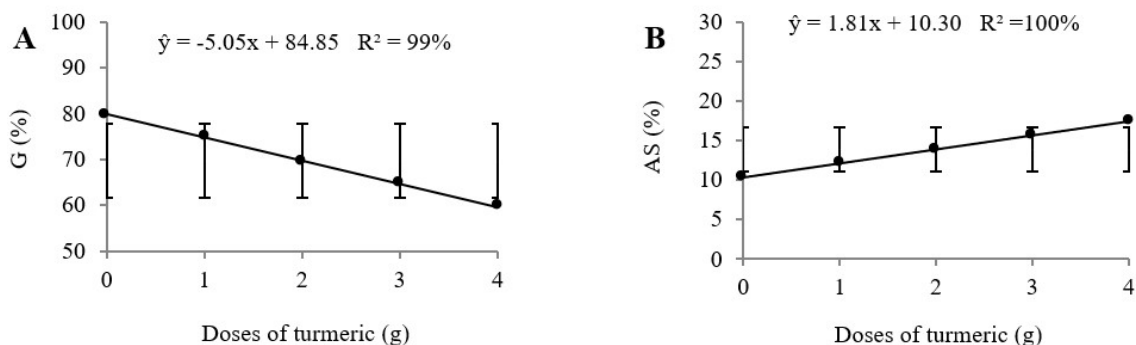 A
ŷ = -5.05x + 84.85 R² = 99%
G (%)
100
90
80
70
60
50
0 1 2 3 4
Doses of turmeric (g)
B
ŷ = 1.81x + 10.30 R² =100%
AS (%)
30
25
20
15
10
5
0
0 1 2 3 4
Doses of turmeric (g)